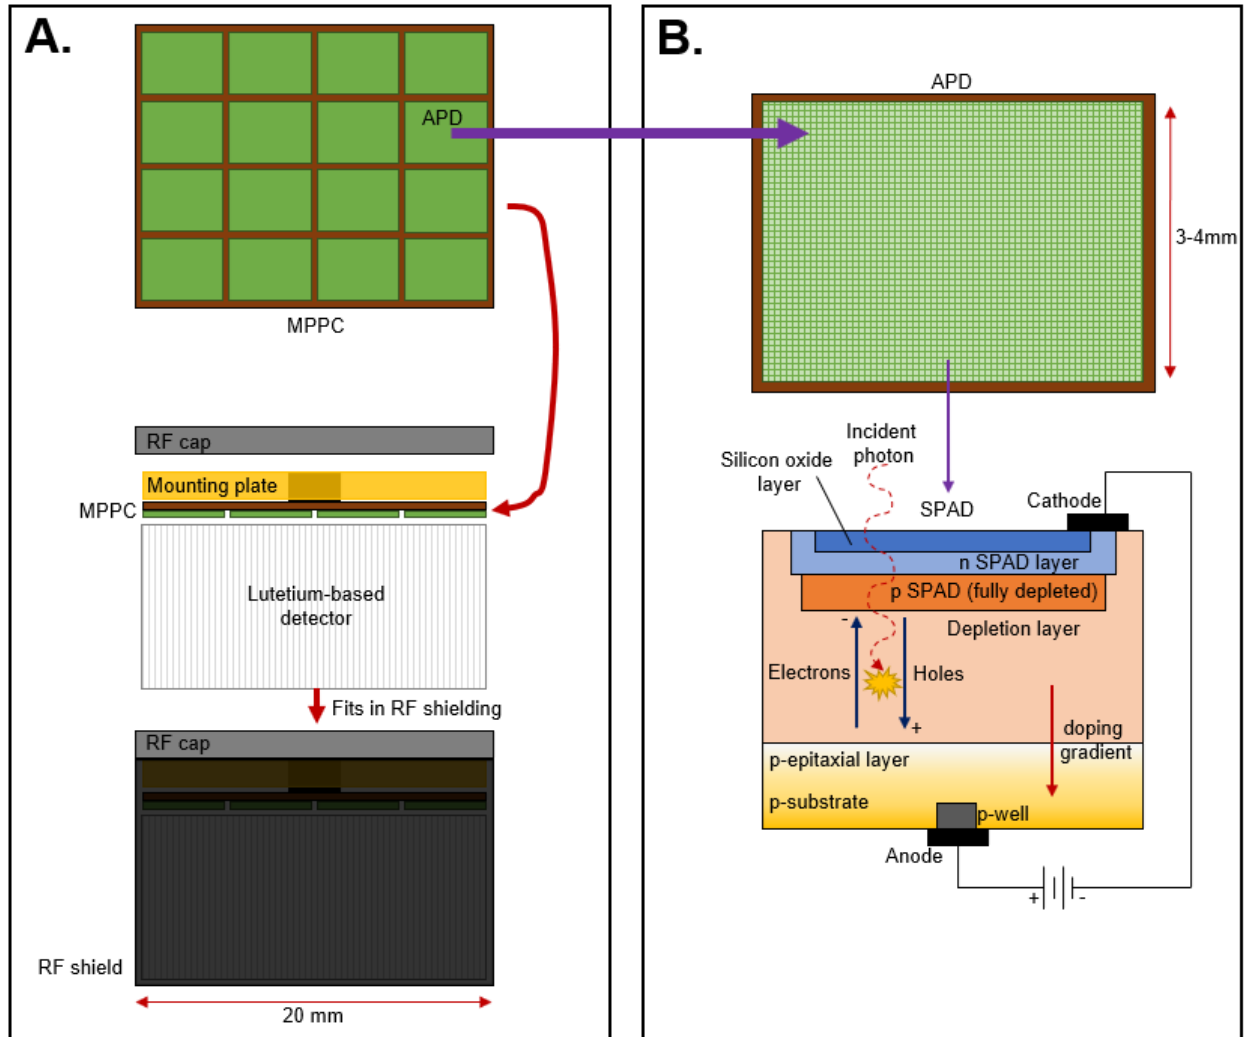 A.
APD
MPPC
RF cap
Mounting plate
MPPC
Lutetium-based
detector
Fits in RF shielding
RF cap
RF shield
20 mm
B.
APD
3-4mm
Incident
photon
Silicon oxide
layer
SPAD
Cathode
n SPAD layer
p SPAD (fully depleted)
-
Depletion layer
Electrons
Holes
+
doping
gradient
p-epitaxial layer
p-substrate
p-well
Anode
+
-